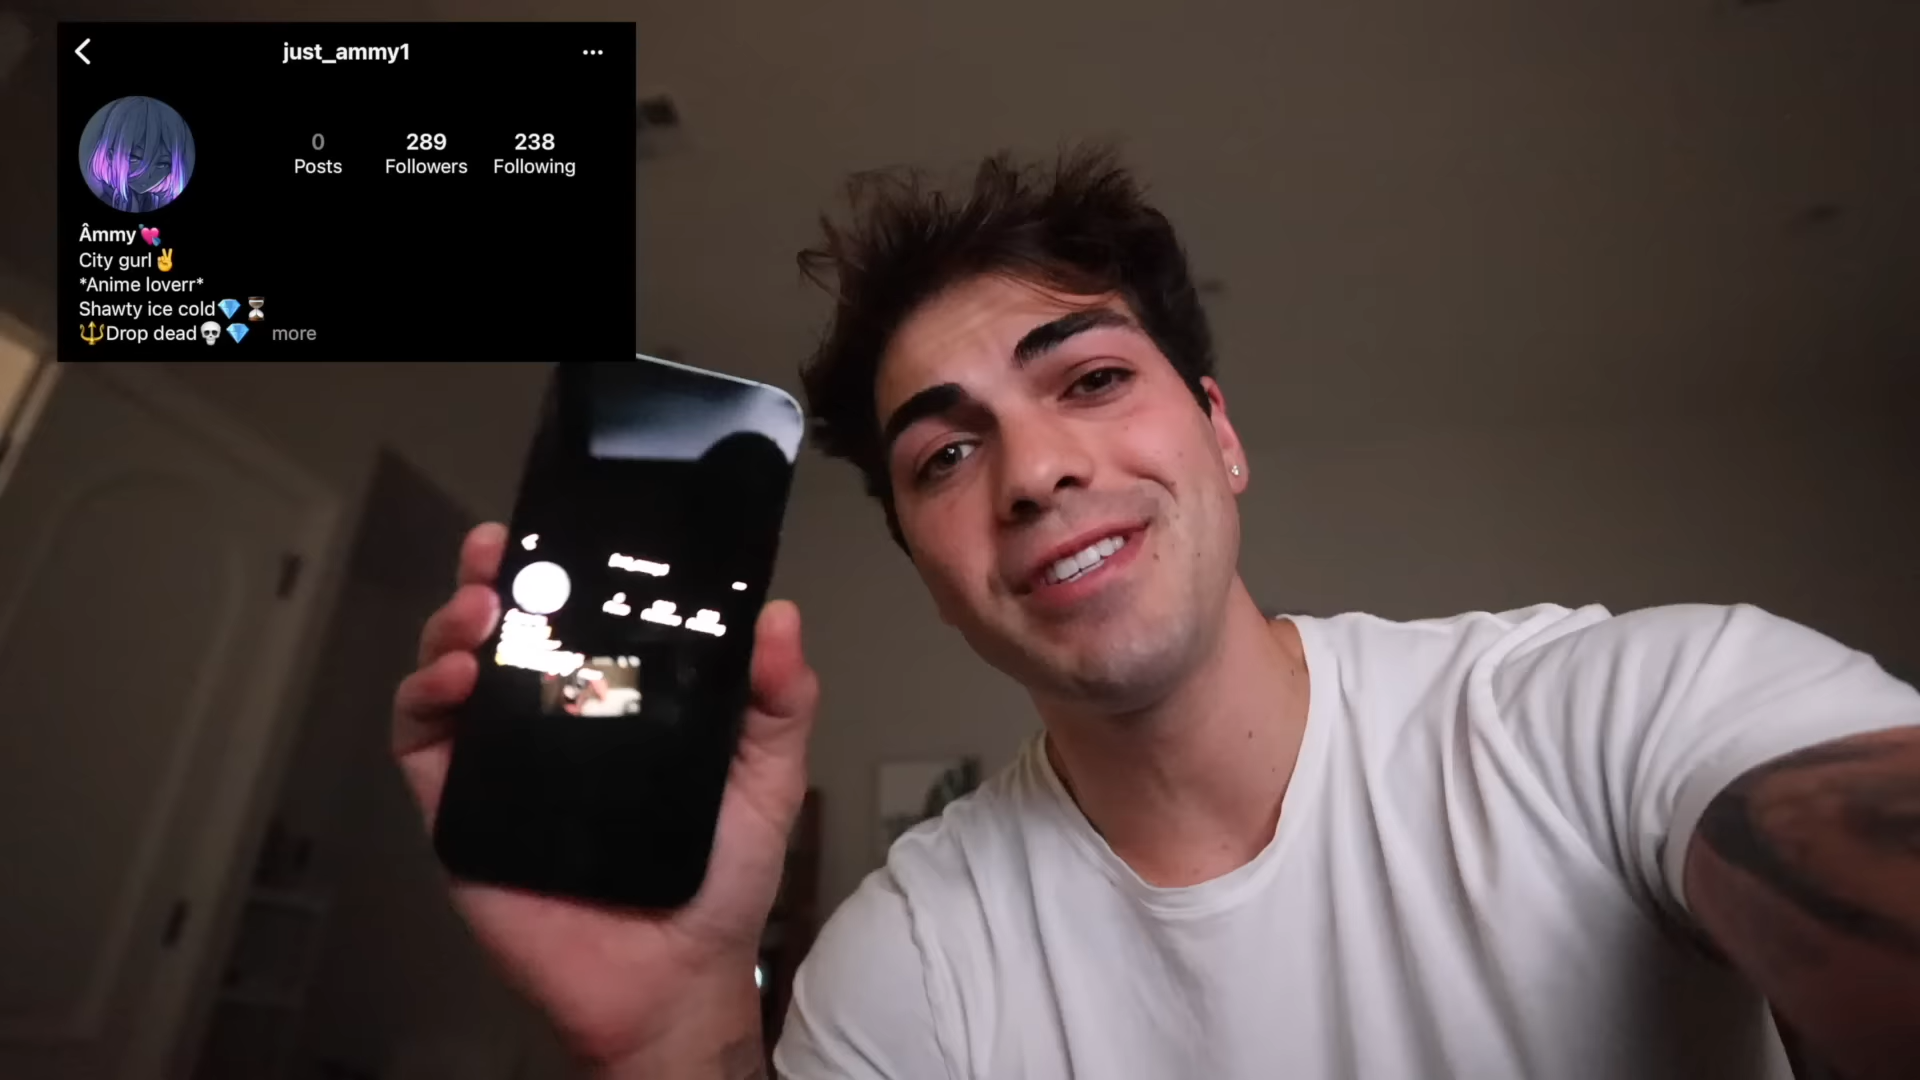 just_ammy1
0 289 238
Posts Followers Following
Âmmy💘
City gurl✌️
*Anime loverr*
Shawty ice cold💎⏳
🔱Drop dead💀💎 more